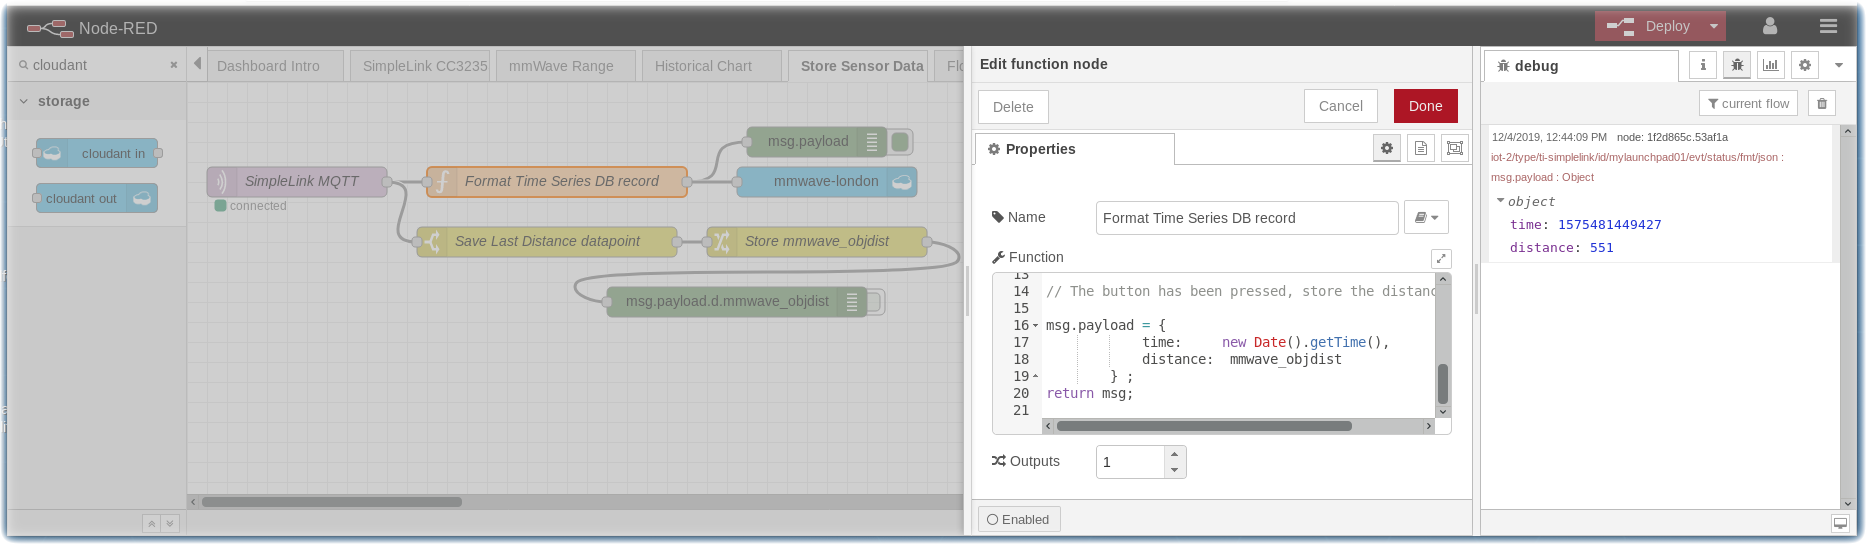 Node-RED
Deploy
cloudant
storage
cloudant in
cloudant out
Dashboard Intro
SimpleLink CC3235
mmWave Range
Historical Chart
Store Sensor Data
SimpleLink MQTT
connected
Format Time Series DB record
msg.payload
mmwave-london
Save Last Distance datapoint
Store mmwave_objdist
msg.payload.d.mmwave_objdist
Edit function node
Delete
Cancel
Done
Properties
Name
Format Time Series DB record
Function
13
14 // The button has been pressed, store the distanc
15
16 msg.payload = {
17 time: new Date().getTime(),
18 distance: mmwave_objdist
19 } ;
20 return msg;
21
Outputs
1
Enabled
debug
i
current flow
12/4/2019, 12:44:09 PM node: 1f2d865c.53af1a
iot-2/type/ti-simplelink/id/mylaunchpad01/evt/status/fmt/json :
msg.payload : Object
object
time: 1575481449427
distance: 551